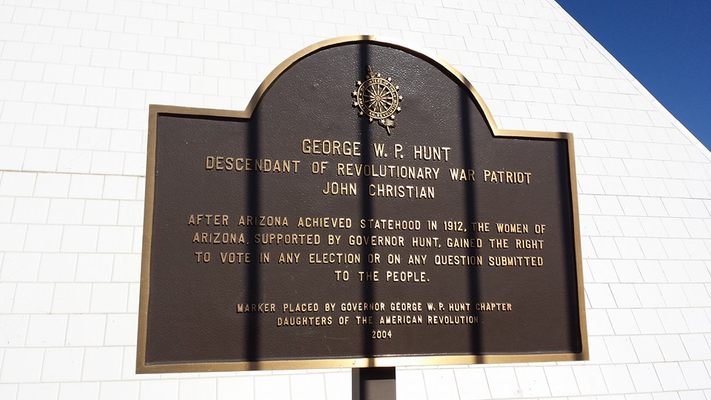 GEORGE W. P. HUNT
DESCENDANT OF REVOLUTIONARY WAR PATRIOT
JOHN CHRISTIAN
AFTER ARIZONA ACHIEVED STATEHOOD IN 1912, THE WOMEN OF
ARIZONA, SUPPORTED BY GOVERNOR HUNT, GAINED THE RIGHT
TO VOTE IN ANY ELECTION OR ON ANY QUESTION SUBMITTED
TO THE PEOPLE.
MARKER PLACED BY GOVERNOR GEORGE W. P. HUNT CHAPTER
DAUGHTERS OF THE AMERICAN REVOLUTION
2004